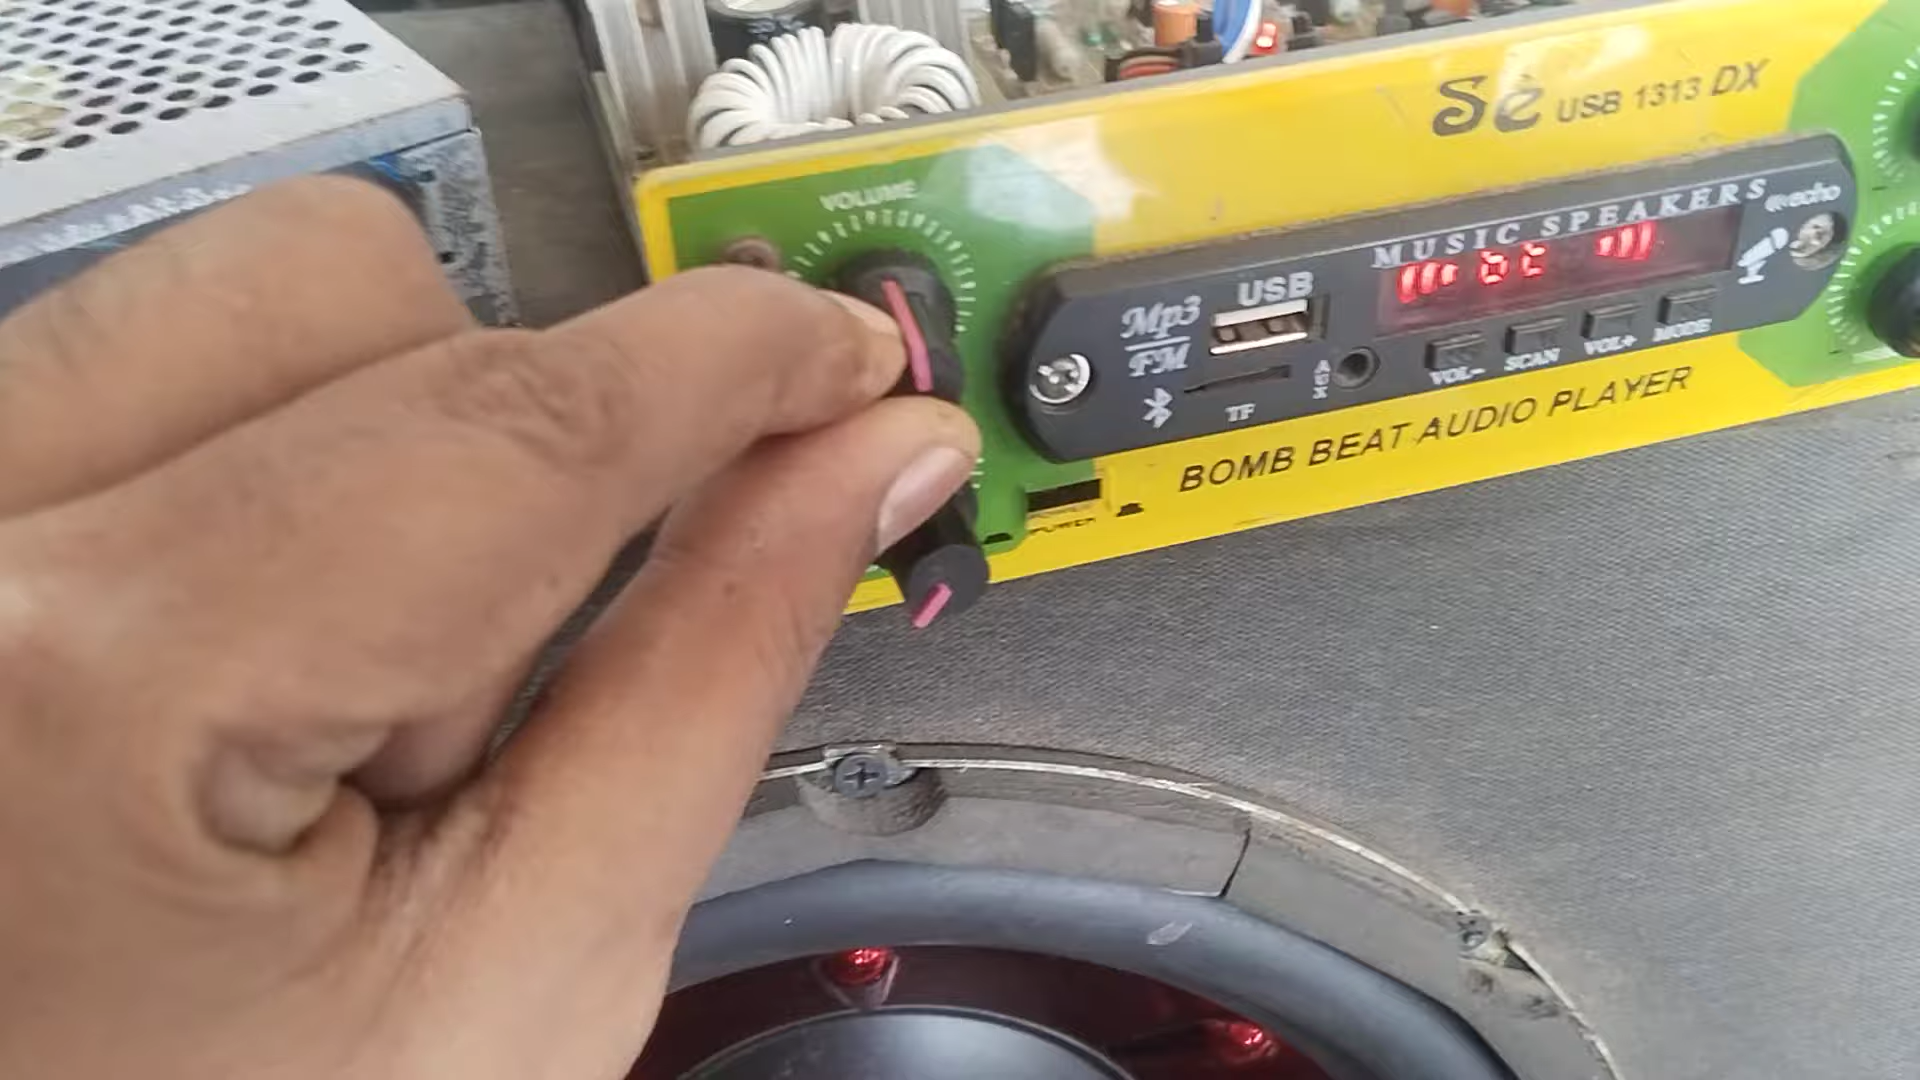 VOLUME
Se USB 1313 DX
MUSIC SPEAKERS
echo
USB
Mp3
FM
bt
AUX
TF
VOL-
SCAN
VOL+
MODE
BOMB BEAT AUDIO PLAYER
POWER